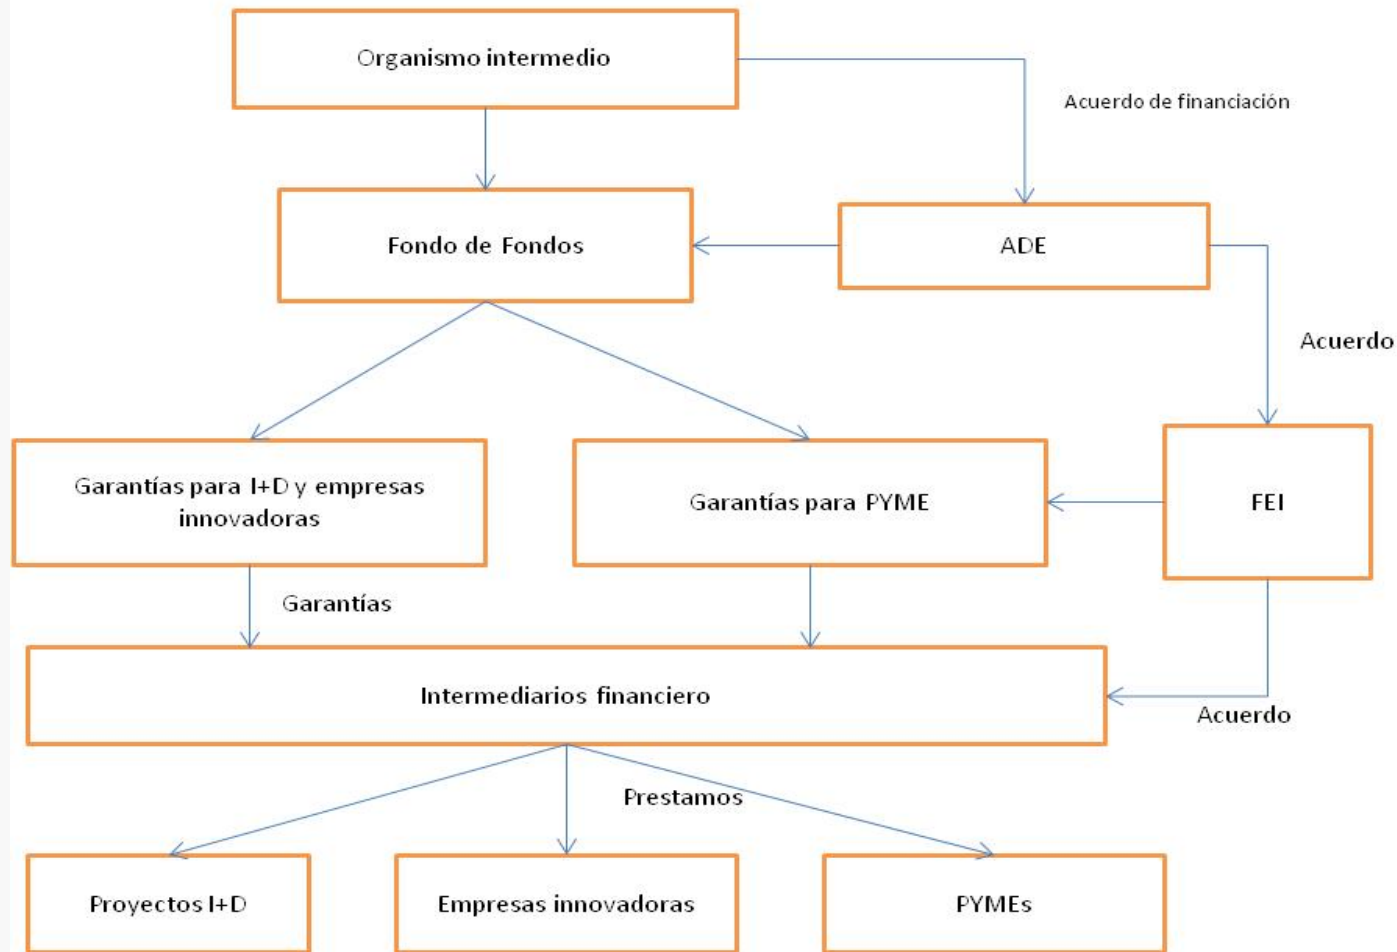 Organismo intermedio
Acuerdo de financiación
Fondo de Fondos
ADE
Acuerdo
Garantías para I+D y empresas
innovadoras
Garantías para PYME
FEI
Garantías
Intermediarios financiero
Acuerdo
Prestamos
Proyectos I+D
Empresas innovadoras
PYMEs